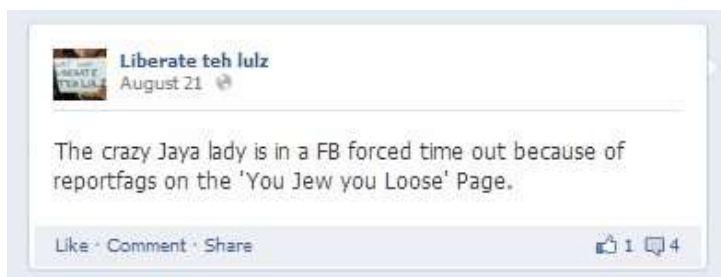 Liberate teh lulz
August 21
The crazy Jaya lady is in a FB forced time out because of
reportfags on the 'You Jew you Loose' Page.
Like · Comment · Share 1 4